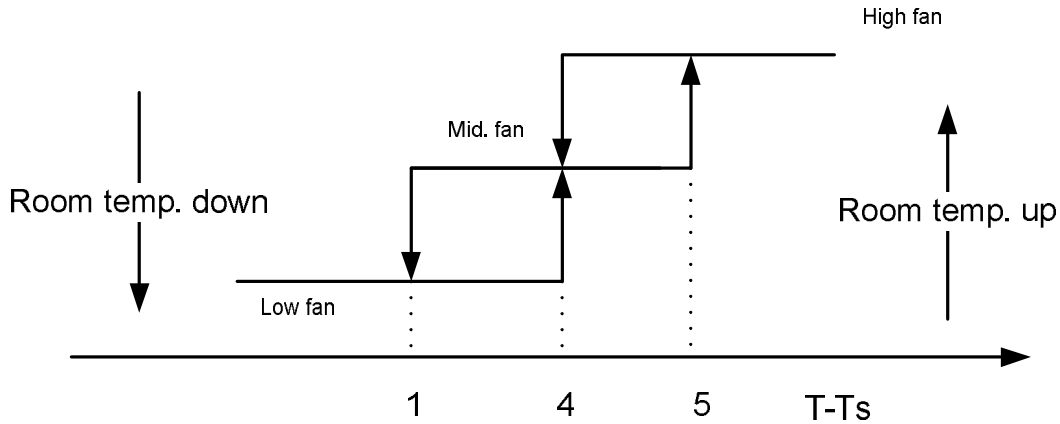 High fan
Mid. fan
Room temp. down
Room temp. up
Low fan
1
4
5
T-Ts